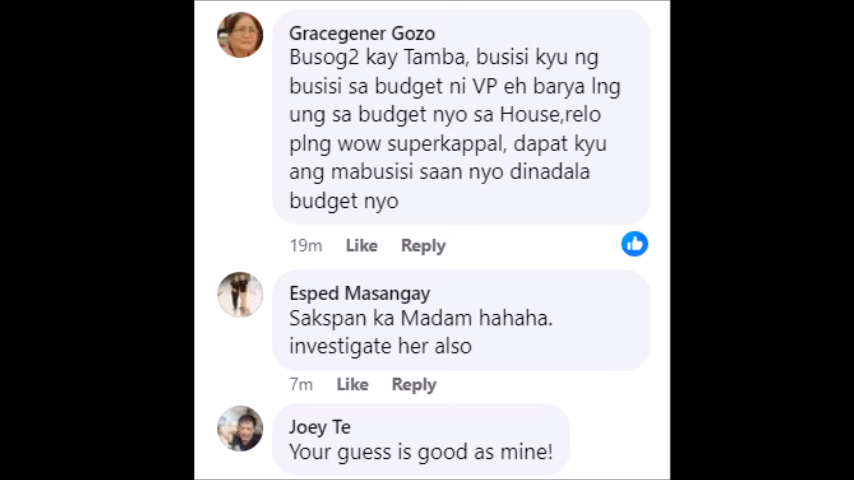 Gracegener Gozo
Busog2 kay Tamba, busisi kyu ng
busisi sa budget ni VP eh barya lng
ung sa budget nyo sa House,relo
plng wow superkappal, dapat kyu
ang mabusisi saan nyo dinadala
budget nyo
19m Like Reply
Esped Masangay
Sakspan ka Madam hahaha.
investigate her also
7m Like Reply
Joey Te
Your guess is good as mine!